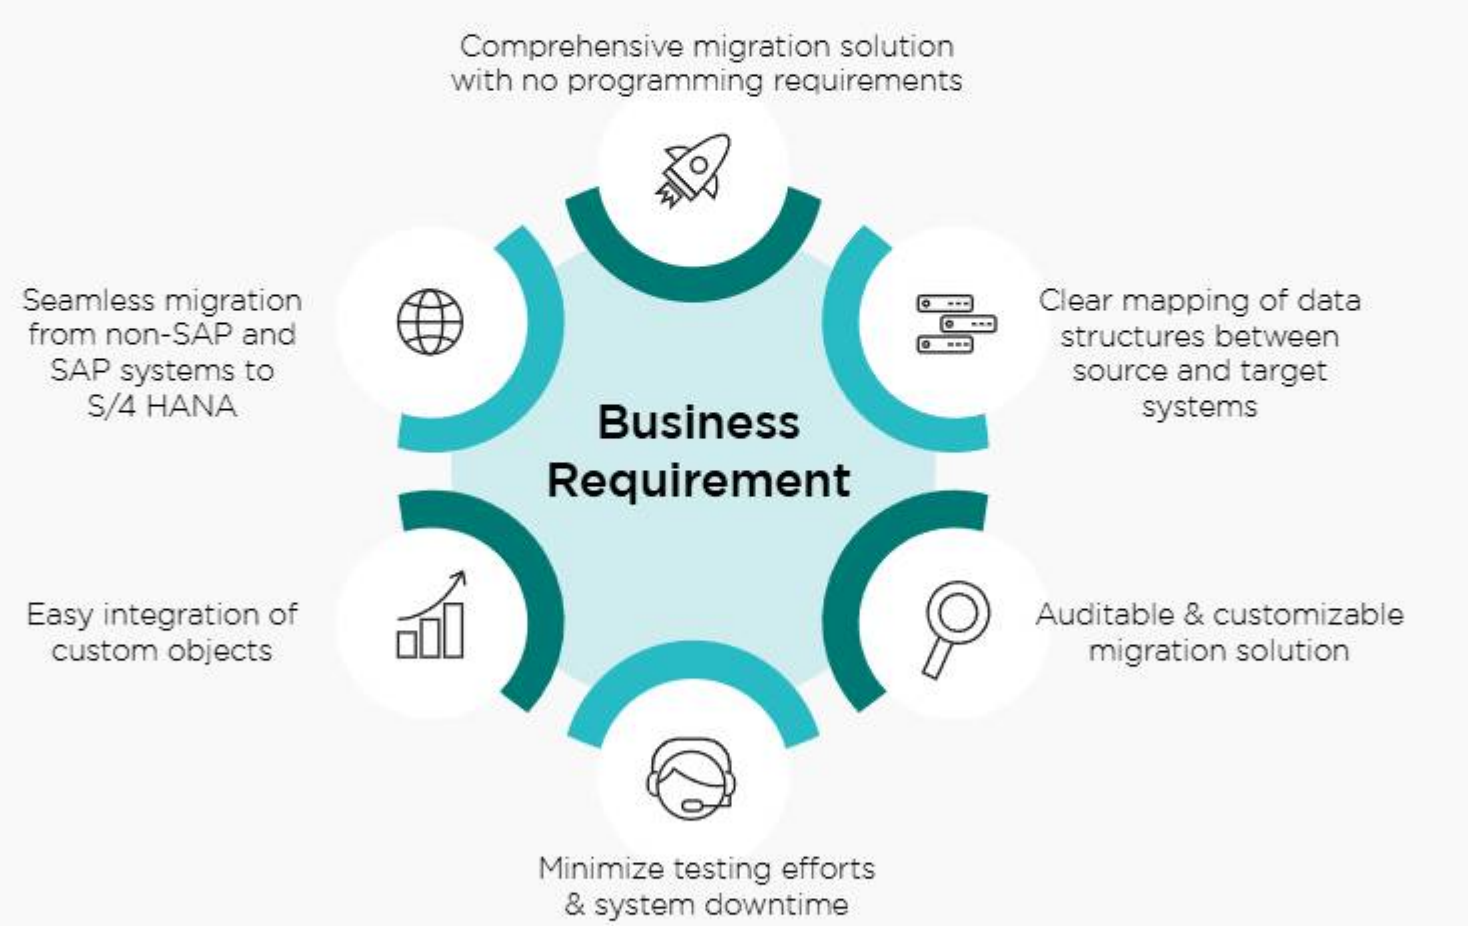 Comprehensive migration solution
with no programming requirements
Seamless migration
from non-SAP and
SAP systems to
S/4 HANA
Clear mapping of data
structures between
source and target
systems
Business
Requirement
Easy integration of
custom objects
Auditable & customizable
migration solution
Minimize testing efforts
& system downtime